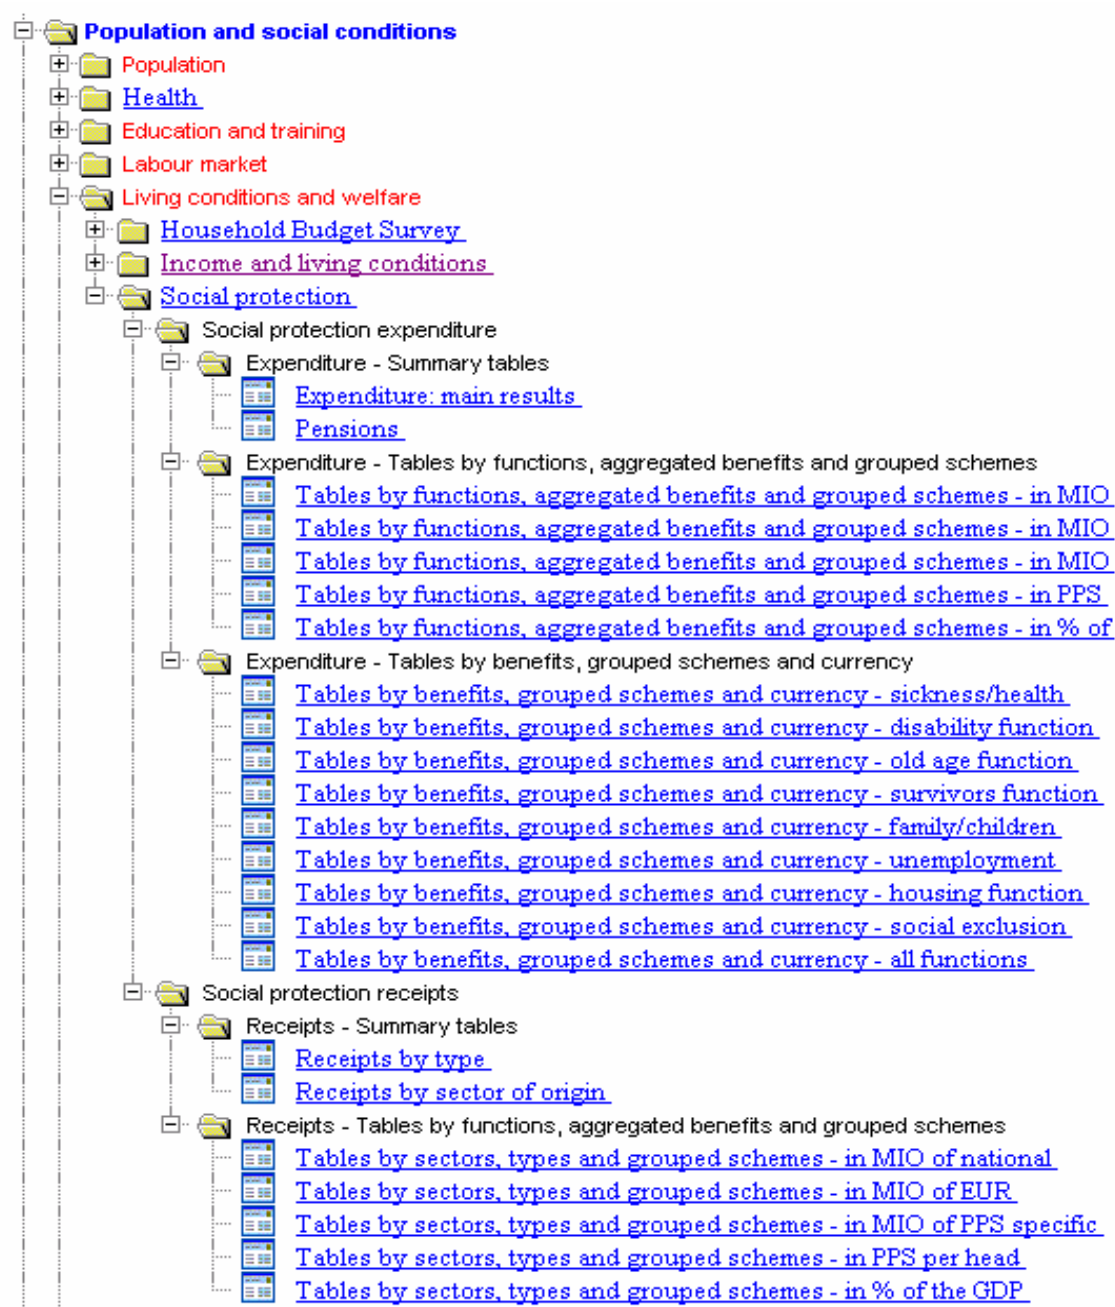 Population and social conditions
Population
Health
Education and training
Labour market
Living conditions and welfare
Household Budget Survey
Income and living conditions
Social protection
Social protection expenditure
Expenditure - Summary tables
Expenditure: main results
Pensions
Expenditure - Tables by functions, aggregated benefits and grouped schemes
Tables by functions, aggregated benefits and grouped schemes - in MIO
Tables by functions, aggregated benefits and grouped schemes - in MIO
Tables by functions, aggregated benefits and grouped schemes - in MIO
Tables by functions, aggregated benefits and grouped schemes - in PPS
Tables by functions, aggregated benefits and grouped schemes - in % of
Expenditure - Tables by benefits, grouped schemes and currency
Tables by benefits, grouped schemes and currency - sickness/health
Tables by benefits, grouped schemes and currency - disability function
Tables by benefits, grouped schemes and currency - old age function
Tables by benefits, grouped schemes and currency - survivors function
Tables by benefits, grouped schemes and currency - family/children
Tables by benefits, grouped schemes and currency - unemployment
Tables by benefits, grouped schemes and currency - housing function
Tables by benefits, grouped schemes and currency - social exclusion
Tables by benefits, grouped schemes and currency - all functions
Social protection receipts
Receipts - Summary tables
Receipts by type
Receipts by sector of origin
Receipts - Tables by functions, aggregated benefits and grouped schemes
Tables by sectors, types and grouped schemes - in MIO of national
Tables by sectors, types and grouped schemes - in MIO of EUR
Tables by sectors, types and grouped schemes - in MIO of PPS specific
Tables by sectors, types and grouped schemes - in PPS per head
Tables by sectors, types and grouped schemes - in % of the GDP